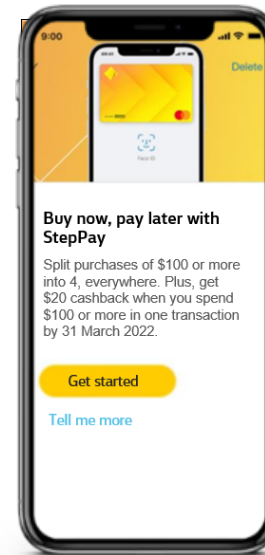 9:00
Delete
Face ID
Buy now, pay later with
StepPay
Split purchases of $100 or more
into 4, everywhere. Plus, get
$20 cashback when you spend
$100 or more in one transaction
by 31 March 2022.
Get started
Tell me more